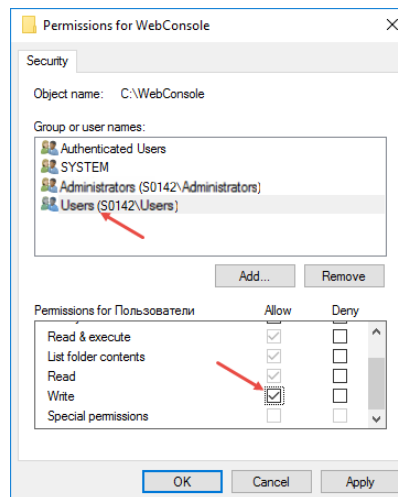 Permissions for WebConsole
Security
Object name: C:\WebConsole
Group or user names:
Authenticated Users
SYSTEM
Administrators (S0142\Administrators)
Users (S0142\Users)
Add... Remove
Permissions for Пользователи Allow Deny
Read & execute
List folder contents
Read
Write
Special permissions
OK Cancel Apply